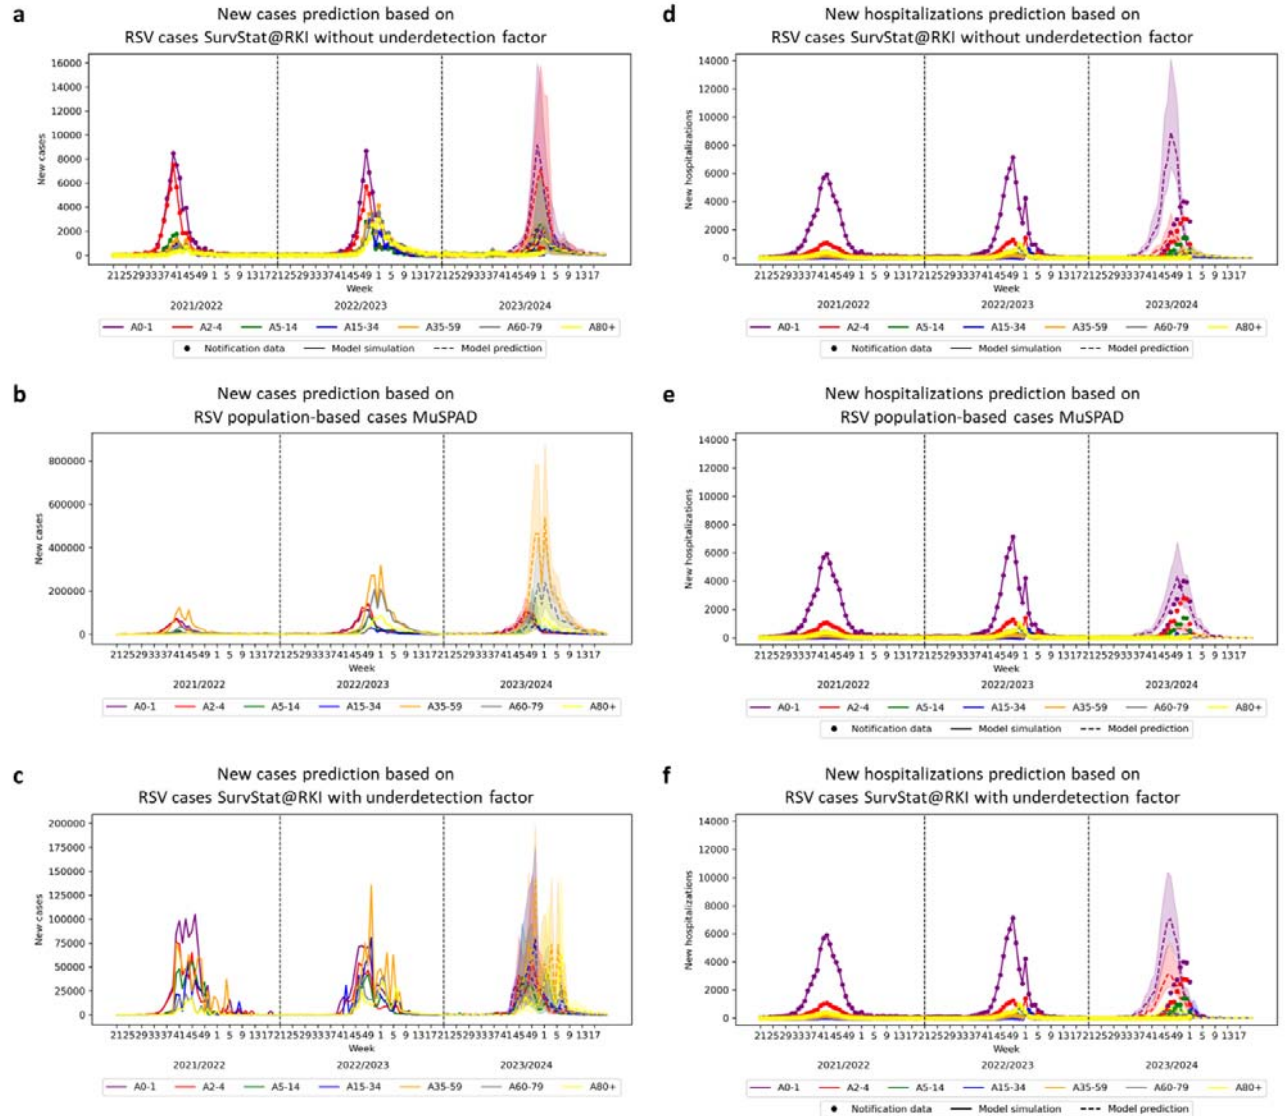 a
New cases prediction based on
RSV cases SurvStat@RKI without underdetection factor
16000
14000
12000
10000
8000
6000
4000
2000
0
New cases
2125293337414549 1 5 9 1317212529333741454 9 1 5 9 13172125293337414549 1 5 9 1317
Week
2021/2022 2022/2023 2023/2024
A0-1 A2-4 A5-14 A15-34 A35-59 A60-79 A80+
Notification data Model simulation Model prediction
b
New cases prediction based on
RSV population-based cases MuSPAD
800000
600000
400000
200000
0
New cases
Week
2021/2022 2022/2023 2023/2024
A0-1 A2-4 A5-14 A15-34 A35-59 A60-79 A80+
c
New cases prediction based on
RSV cases SurvStat@RKI with underdetection factor
200000
175000
150000
125000
100000
75000
50000
25000
0
New cases
Week
2021/2022 2022/2023 2023/2024
A0-1 A2-4 A5-14 A15-34 A35-59 A60-79 A80+
d
New hospitalizations prediction based on
RSV cases SurvStat@RKI without underdetection factor
14000
12000
10000
8000
6000
4000
2000
0
New hospitalizations
Week
2021/2022 2022/2023 2023/2024
A0-1 A2-4 A5-14 A15-34 A35-59 A60-79 A80+
Notification data Model simulation Model prediction
e
New hospitalizations prediction based on
RSV population-based cases MuSPAD
14000
12000
10000
8000
6000
4000
2000
0
New hospitalizations
Week
2021/2022 2022/2023 2023/2024
A0-1 A2-4 A5-14 A15-34 A35-59 A60-79 A80+
Notification data Model simulation Model prediction
f
New hospitalizations prediction based on
RSV cases SurvStat@RKI with underdetection factor
14000
12000
10000
8000
6000
4000
2000
0
New hospitalizations
Week
2021/2022 2022/2023 2023/2024
A0-1 A2-4 A5-14 A15-34 A35-59 A60-79 A80+
Notification data Model simulation Model prediction